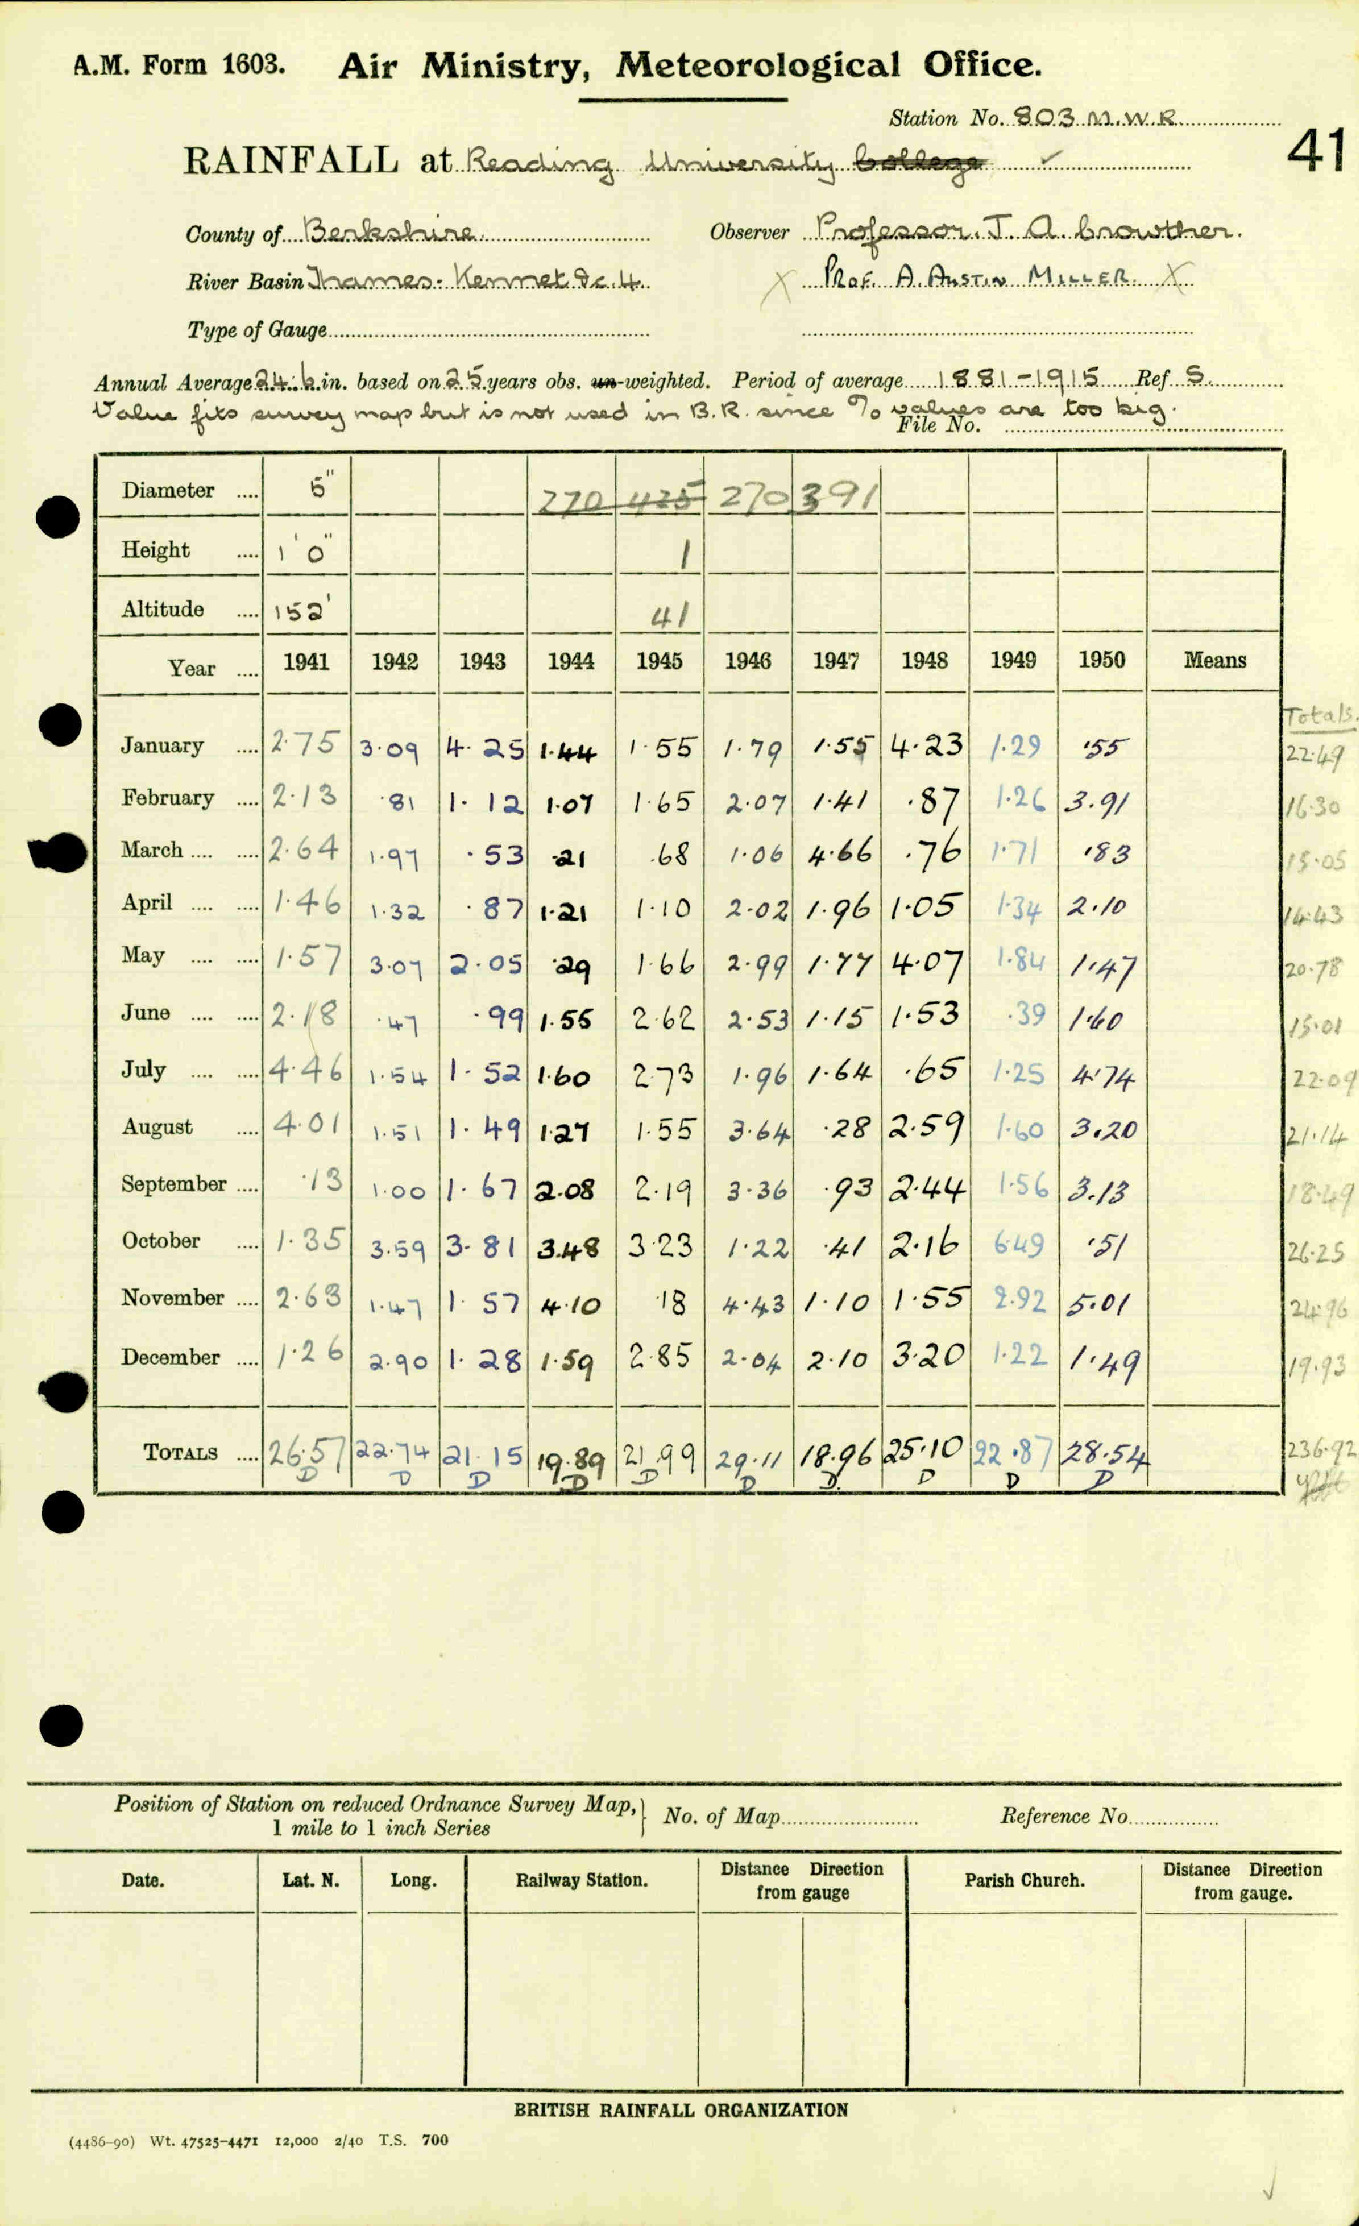 A.M. Form 1603. Air Ministry, Meteorological Office.
Station No. 803 M.W.R.
41
RAINFALL at Reading University College ✓
County of Berkshire Observer Professor J. A Crowther.
River Basin Thames - Kennet &c. 4. X PROF. A. AUSTIN MILLER X
Type of Gauge
Annual Average 24.6 in. based on 25 years obs. un-weighted. Period of average 1881-1915 Ref S.
Value fits survey map but is not used in B.R. since % values are too big.
File No.
Diameter .... 5" 270 425 270 391
Height .... 1'0" 1
Altitude .... 152' 41
Year .... 1941 1942 1943 1944 1945 1946 1947 1948 1949 1950 Means
Totals.
January .... 2.75 3.09 4.25 1.44 1.55 1.79 1.55 4.23 1.29 .55 22.49
February .... 2.13 .81 1.12 1.07 1.65 2.07 1.41 .87 1.26 3.91 16.30
March .... .... 2.64 1.97 .53 .21 .68 1.06 4.66 .76 1.71 .83 15.05
April .... .... 1.46 1.32 .87 1.21 1.10 2.02 1.96 1.05 1.34 2.10 14.43
May .... .... 1.57 3.07 2.05 .29 1.66 2.99 1.77 4.07 1.84 1.47 20.78
June .... .... 2.18 .47 .99 1.55 2.62 2.53 1.15 1.53 .39 1.60 15.01
July .... .... 4.46 1.54 1.52 1.60 2.73 1.96 1.64 .65 1.25 4.74 22.09
August .... 4.01 1.51 1.49 1.27 1.55 3.64 .28 2.59 1.60 3.20 21.14
September .... .13 1.00 1.67 2.08 2.19 3.36 .93 2.44 1.56 3.13 18.49
October .... 1.35 3.59 3.81 3.48 3.23 1.22 .41 2.16 6.49 .51 26.25
November .... 2.63 1.47 1.57 4.10 .18 4.43 1.10 1.55 2.92 5.01 24.96
December .... 1.26 2.90 1.28 1.59 2.85 2.04 2.10 3.20 1.22 1.49 19.93
TOTALS .... 26.57 22.74 21.15 19.89 21.99 29.11 18.96 25.10 22.87 28.54 236.92
D D D D D D D. D D D
Position of Station on reduced Ordnance Survey Map, No. of Map Reference No.
1 mile to 1 inch Series
Date. Lat. N. Long. Railway Station. Distance Direction Parish Church. Distance Direction
from gauge from gauge.
BRITISH RAINFALL ORGANIZATION
(4486-90) Wt. 47525-4471 12,000 2/40 T.S. 700
✓